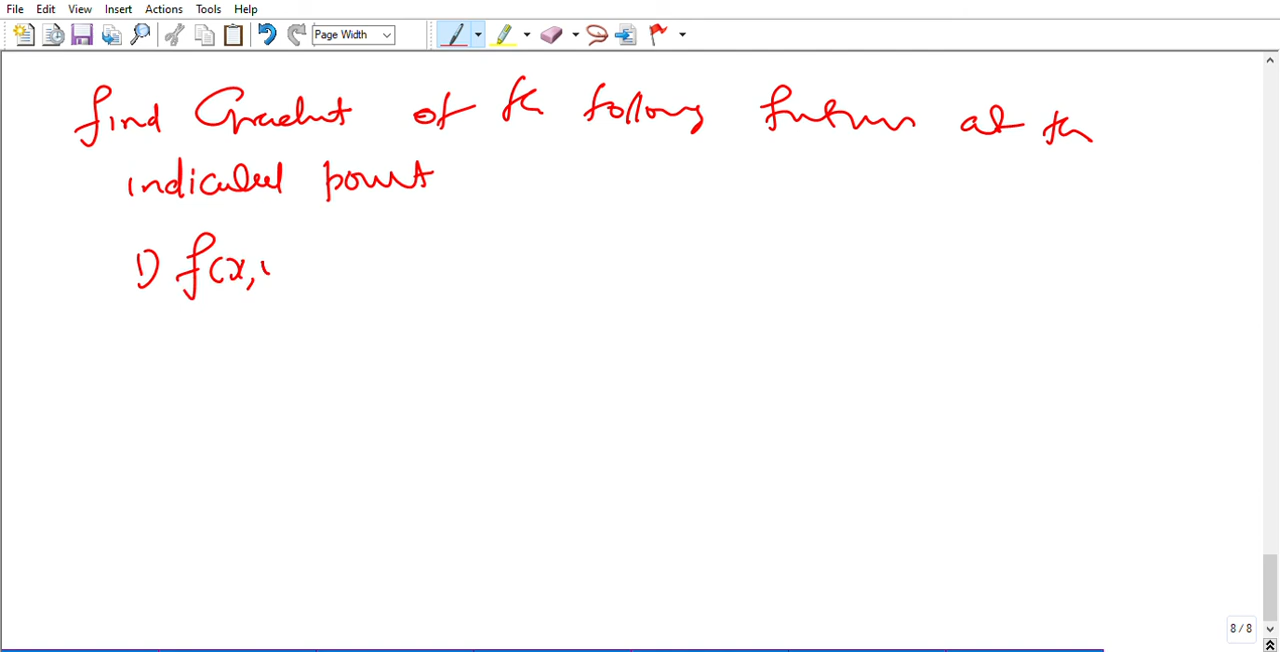 File Edit View Insert Actions Tools Help
Page Width
find Gradient of the following functions at the
indicated point
1) f(x,
8/8